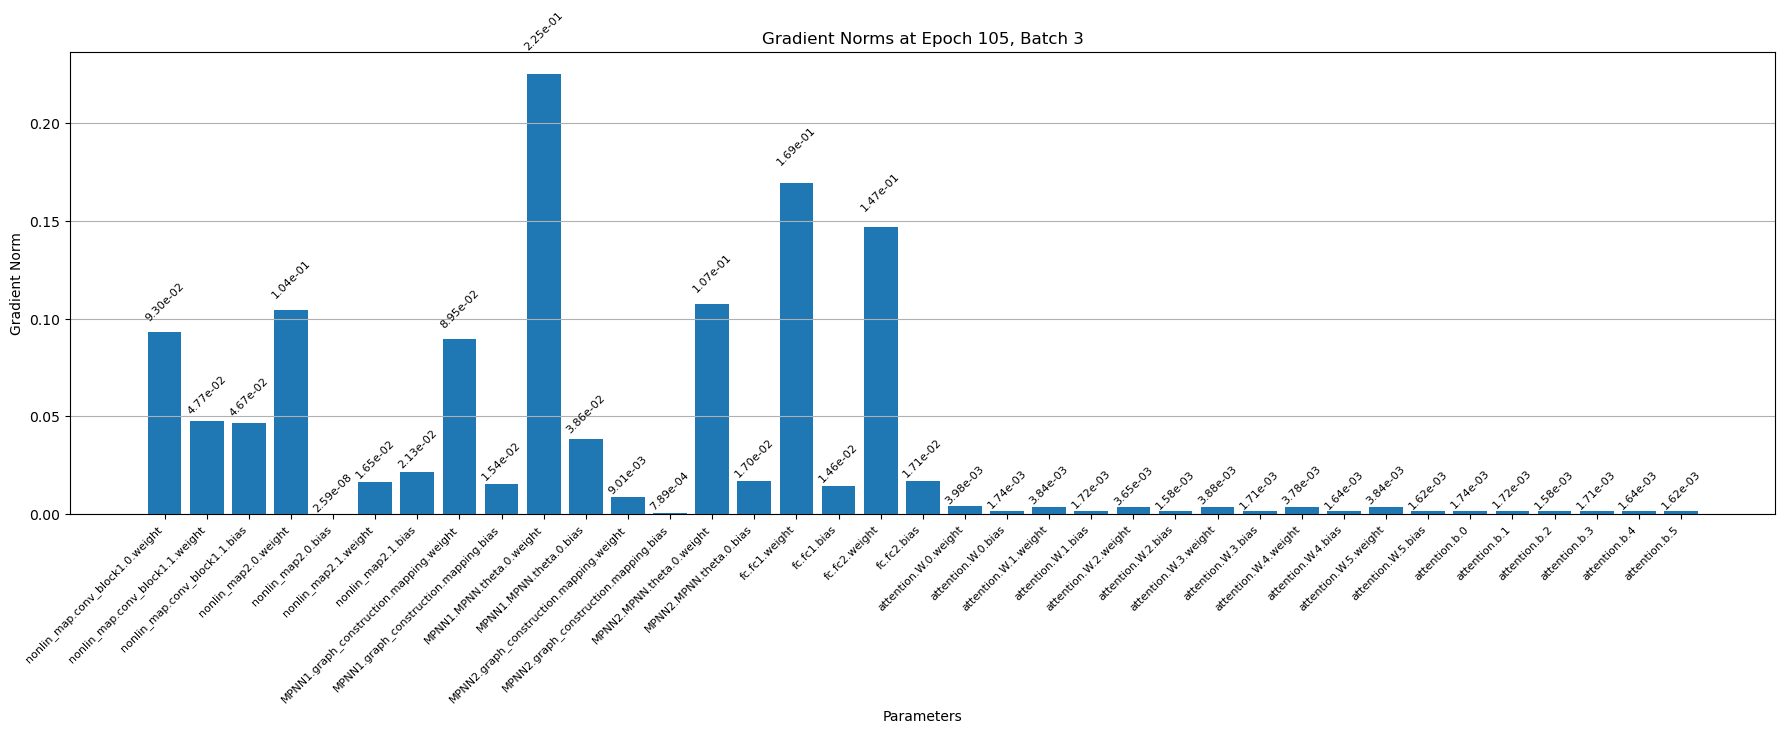 Gradient Norms at Epoch 105, Batch 3
Gradient Norm
0.20
0.15
0.10
0.05
0.00
9.30e-02
4.77e-02
4.67e-02
1.04e-01
2.59e-08
1.65e-02
2.13e-02
8.95e-02
1.54e-02
2.25e-01
3.86e-02
9.01e-03
7.89e-04
1.07e-01
1.70e-02
1.69e-01
1.46e-02
1.47e-01
1.71e-02
3.98e-03
1.74e-03
3.84e-03
1.72e-03
3.65e-03
1.58e-03
3.88e-03
1.71e-03
3.78e-03
1.64e-03
3.84e-03
1.62e-03
1.74e-03
1.72e-03
1.58e-03
1.71e-03
1.64e-03
1.62e-03
nonlin_map.conv_block1.0.weight
nonlin_map.conv_block1.1.weight
nonlin_map.conv_block1.1.bias
nonlin_map2.0.weight
nonlin_map2.0.bias
nonlin_map2.1.weight
nonlin_map2.1.bias
MPNN1.graph_construction.mapping.weight
MPNN1.graph_construction.mapping.bias
MPNN1.MPNN.theta.0.weight
MPNN1.MPNN.theta.0.bias
MPNN2.graph_construction.mapping.weight
MPNN2.graph_construction.mapping.bias
MPNN2.MPNN.theta.0.weight
MPNN2.MPNN.theta.0.bias
fc.fc1.weight
fc.fc1.bias
fc.fc2.weight
fc.fc2.bias
attention.W.0.weight
attention.W.0.bias
attention.W.1.weight
attention.W.1.bias
attention.W.2.weight
attention.W.2.bias
attention.W.3.weight
attention.W.3.bias
attention.W.4.weight
attention.W.4.bias
attention.W.5.weight
attention.W.5.bias
attention.b.0
attention.b.1
attention.b.2
attention.b.3
attention.b.4
attention.b.5
Parameters